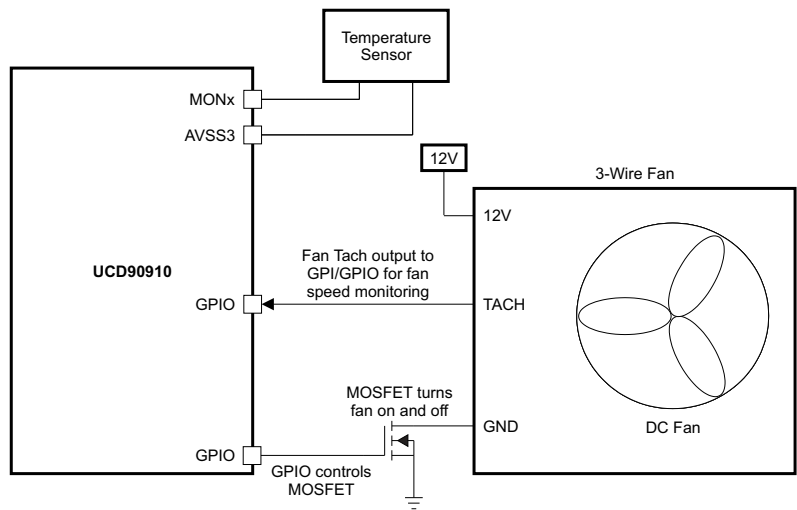 Temperature
Sensor
MONx
AVSS3
12V
3-Wire Fan
12V
UCD90910
Fan Tach output to
GPI/GPIO for fan
speed monitoring
GPIO
TACH
MOSFET turns
fan on and off
GND
DC Fan
GPIO
GPIO controls
MOSFET